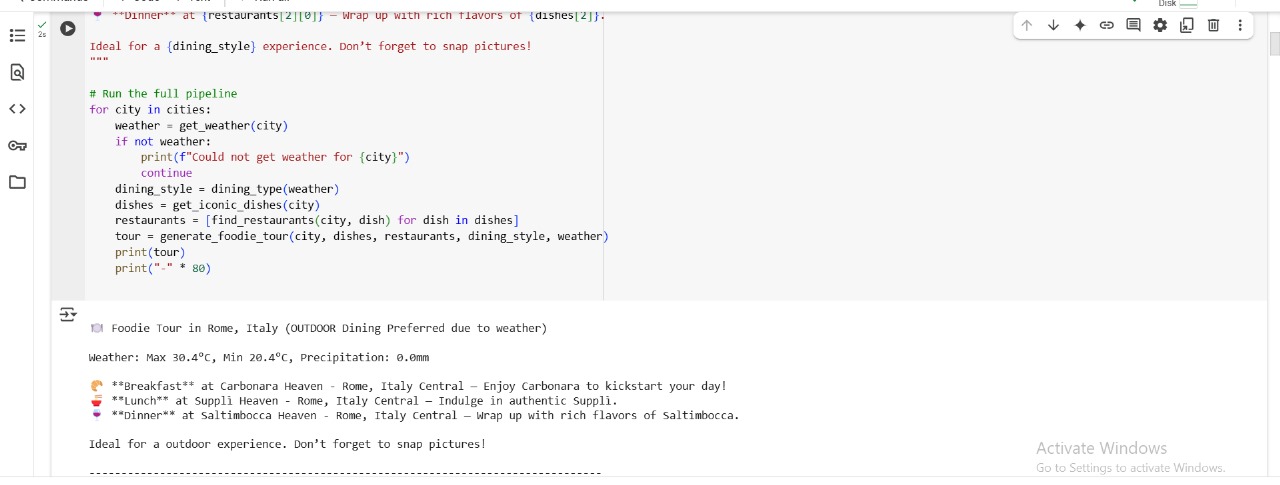 Disk
**Dinner** at {restaurants[2][0]} — Wrap up with rich flavors of {dishes[2]}.
2s
Ideal for a {dining_style} experience. Don't forget to snap pictures!
"""
# Run the full pipeline
for city in cities:
    weather = get_weather(city)
    if not weather:
        print(f"Could not get weather for {city}")
        continue
    dining_style = dining_type(weather)
    dishes = get_iconic_dishes(city)
    restaurants = [find_restaurants(city, dish) for dish in dishes]
    tour = generate_foodie_tour(city, dishes, restaurants, dining_style, weather)
    print(tour)
    print("-" * 80)
🍽️ Foodie Tour in Rome, Italy (OUTDOOR Dining Preferred due to weather)
Weather: Max 30.4°C, Min 20.4°C, Precipitation: 0.0mm
🥐 **Breakfast** at Carbonara Heaven - Rome, Italy Central — Enjoy Carbonara to kickstart your day!
🍜 **Lunch** at Supplì Heaven - Rome, Italy Central — Indulge in authentic Supplì.
🍷 **Dinner** at Saltimbocca Heaven - Rome, Italy Central — Wrap up with rich flavors of Saltimbocca.
Ideal for a outdoor experience. Don't forget to snap pictures!
--------------------------------------------------------------------------------
Activate Windows
Go to Settings to activate Windows.